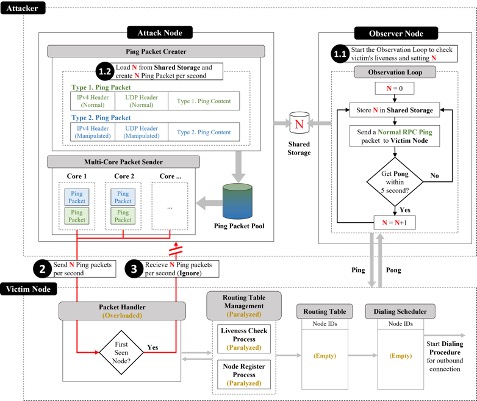 Attacker
Attack Node
Ping Packet Creater
1.2
Load N from Shared Storage and
create N Ping Packet per second
Type 1. Ping Packet
IPv4 Header
(Normal)
UDP Header
(Normal)
Type 1. Ping Content
Type 2. Ping Packet
IPv4 Header
(Manipulated)
UDP Header
(Manipulated)
Type 2. Ping Content
Multi-Core Packet Sender
Core 1
Core 2
Core ...
Ping
Packet
Ping
Packet
Ping
Packet
Ping
Packet
...
Ping Packet Pool
N
Shared
Storage
Observer Node
1.1
Start the Observation Loop to check
victim's liveness and setting N
Observation Loop
N = 0
Store N in Shared Storage
Send a Normal RPC Ping
packet to Victim Node
Get Pong
within
5 second?
No
Yes
N = N+1
2
Send N Ping packets
per second
3
Recieve N Ping packets
per second (Ignore)
Ping
Pong
Victim Node
Packet Handler
(Overloaded)
First
Seen
Node?
Yes
Routing Table
Management
(Paralyzed)
Liveness Check
Process
(Paralyzed)
Node Register
Process
(Paralyzed)
Routing Table
Node IDs
(Empty)
Dialing Scheduler
Node IDs
(Empty)
Start Dialing
Procedure
for outbound
connection